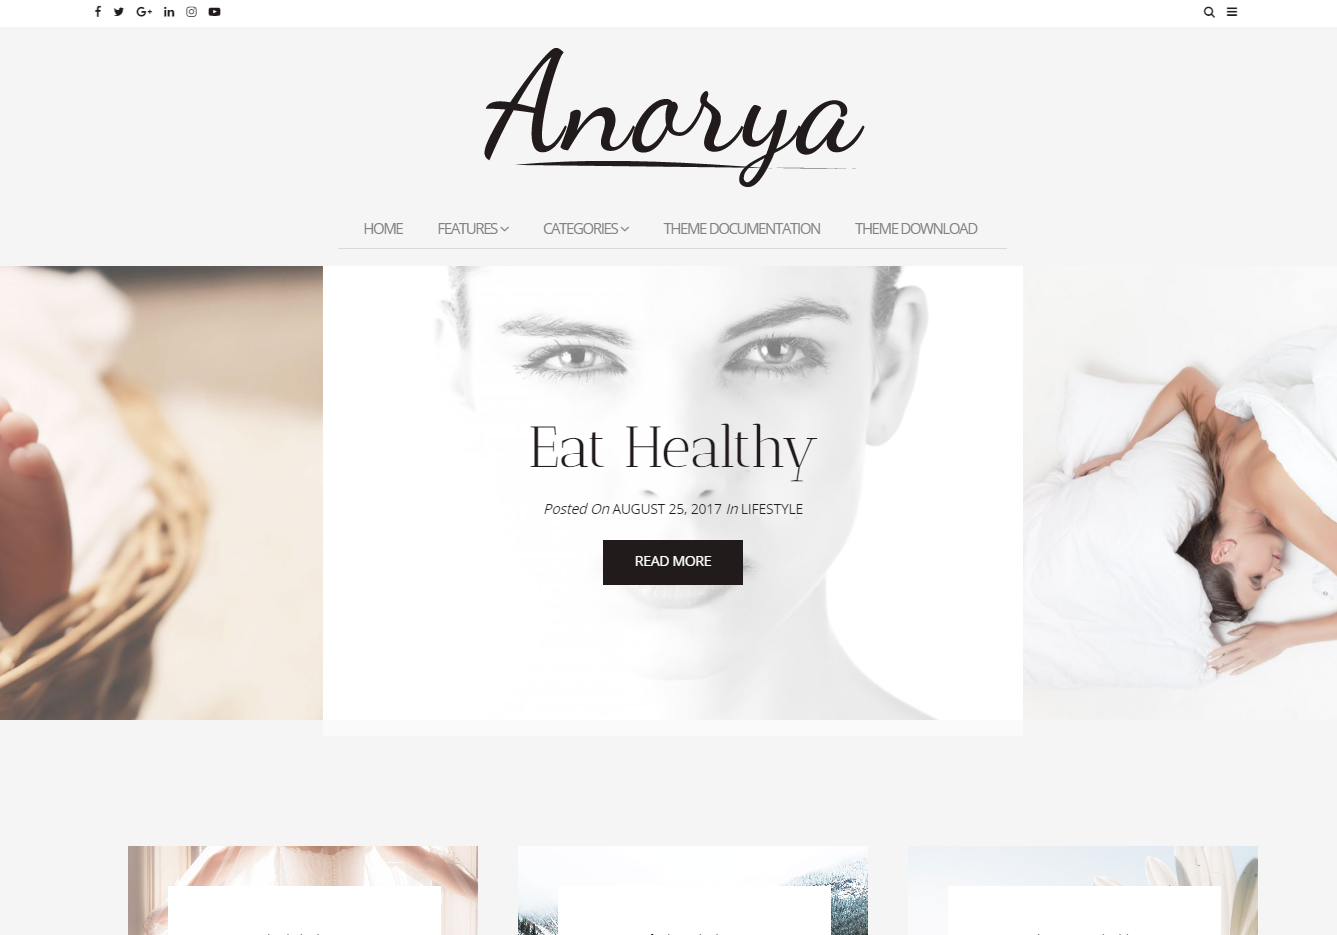 Anorya
HOME FEATURES CATEGORIES THEME DOCUMENTATION THEME DOWNLOAD
Eat Healthy
Posted On AUGUST 25, 2017 In LIFESTYLE
READ MORE